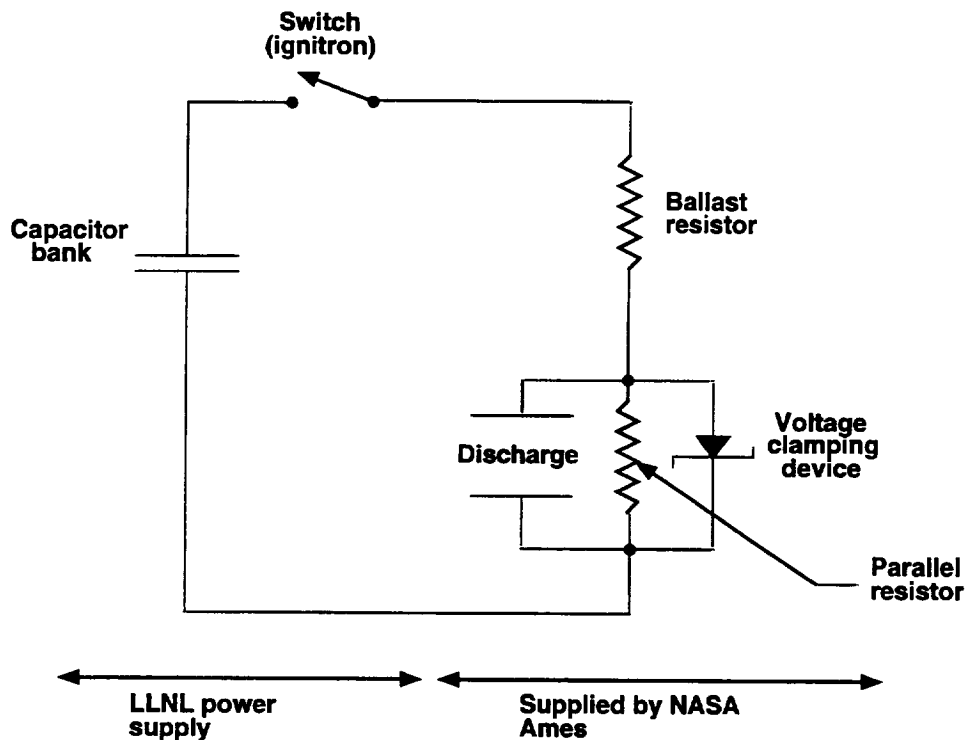 Switch
(ignitron)
Ballast
resistor
Capacitor
bank
Discharge
Voltage
clamping
device
Parallel
resistor
LLNL power
supply
Supplied by NASA
Ames